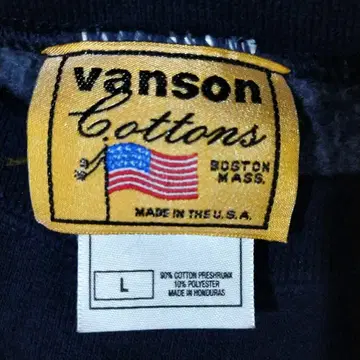 vanson
Cottons
BOSTON
MASS.
MADE IN THE U.S.A.
L
90% COTTON PRESHRUNK
10% POLYESTER
MADE IN HONDURAS